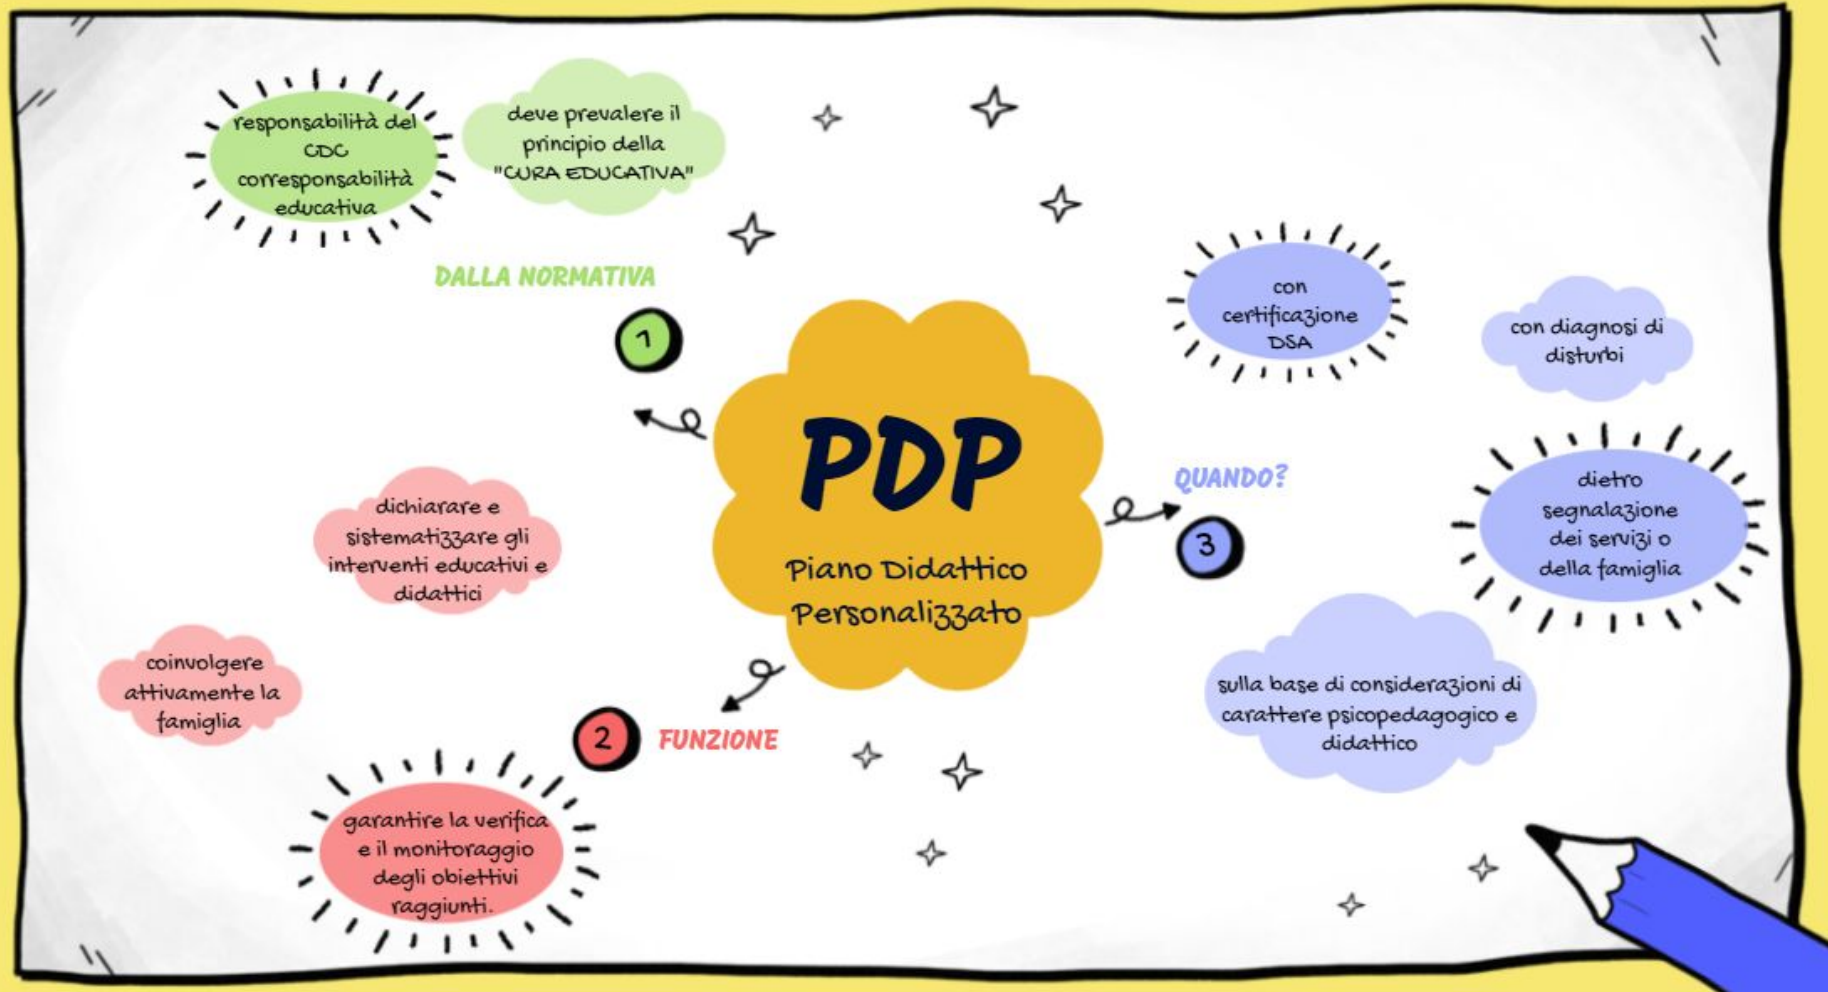 PDP
Piano Didattico
Personalizzato
1
DALLA NORMATIVA
responsabilità del
CDC
corresponsabilità
educativa
deve prevalere il
principio della
"CURA EDUCATIVA"
2
FUNZIONE
dichiarare e
sistematizzare gli
interventi educativi e
didattici
coinvolgere
attivamente la
famiglia
garantire la verifica
e il monitoraggio
degli obiettivi
raggiunti.
QUANDO?
3
con
certificazione
DSA
con diagnosi di
disturbi
dietro
segnalazione
dei servizi o
della famiglia
sulla base di considerazioni di
carattere psicopedagogico e
didattico